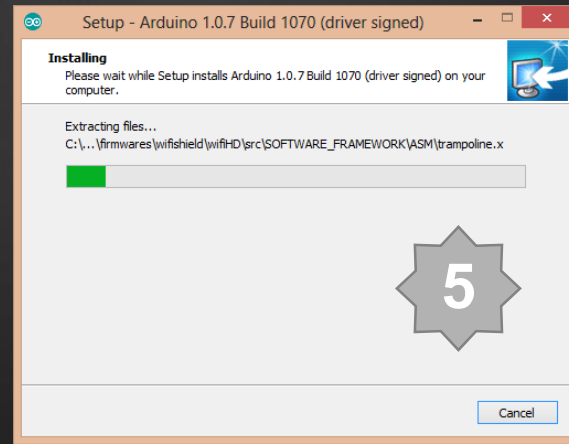 Setup - Arduino 1.0.7 Build 1070 (driver signed)
Installing
Please wait while Setup installs Arduino 1.0.7 Build 1070 (driver signed) on your
computer.
Extracting files...
C:\...\firmwares\wifishield\wifiHD\src\SOFTWARE_FRAMEWORK\ASM\trampoline.x
5
Cancel